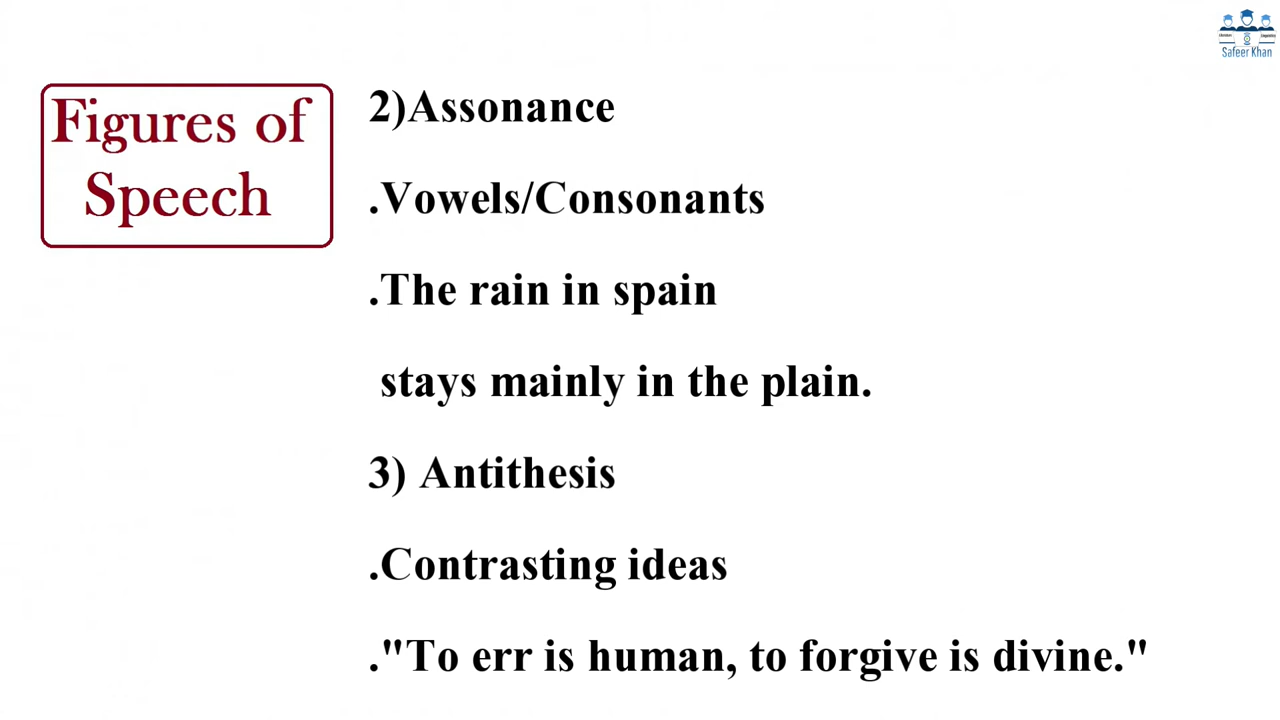 Safeer Khan
Figures of
Speech
2)Assonance
.Vowels/Consonants
.The rain in spain
stays mainly in the plain.
3) Antithesis
.Contrasting ideas
."To err is human, to forgive is divine."